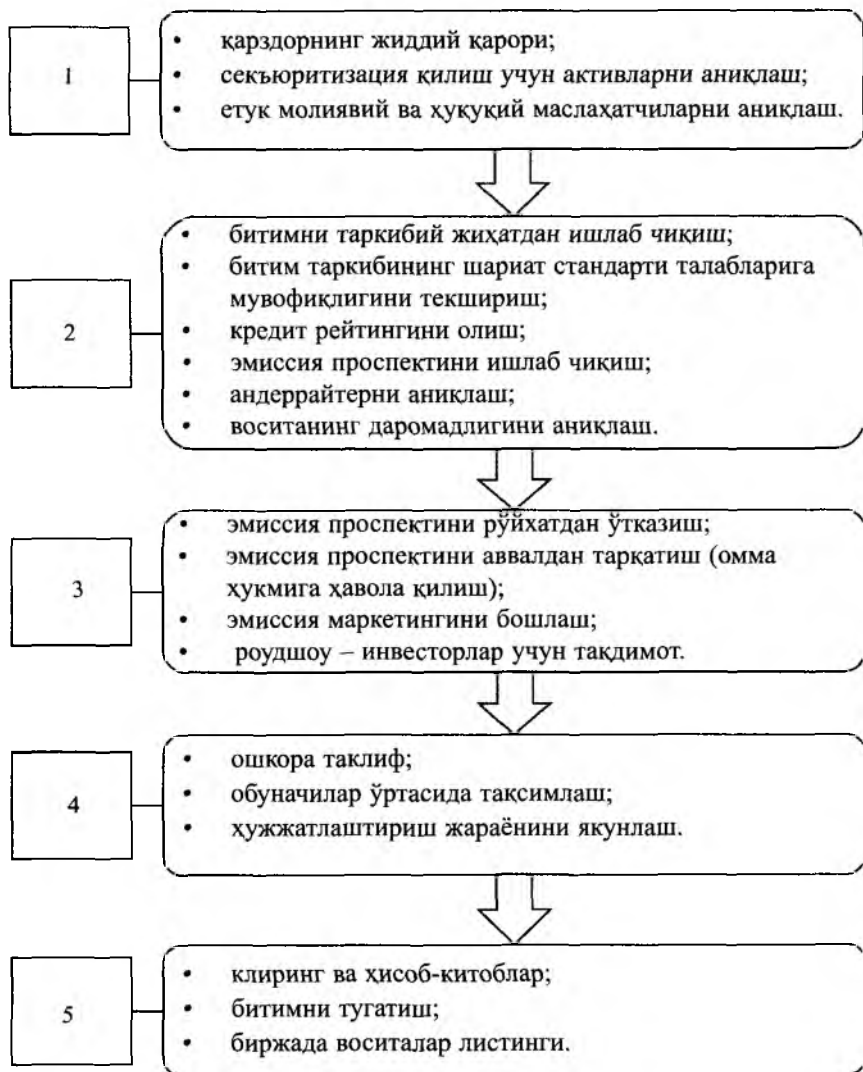 1
• қарздорнинг жиддий қарори;
• секъюритизация қилиш учун активларни аниқлаш;
• етук молиявий ва ҳуқуқий маслаҳатчиларни аниқлаш.
2
• битимни таркибий жиҳатдан ишлаб чиқиш;
• битим таркибининг шариат стандарти талабларига
мувофиқлигини текшириш;
• кредит рейтингини олиш;
• эмиссия проспектини ишлаб чиқиш;
• андеррайтерни аниқлаш;
• воситанинг даромадлигини аниқлаш.
3
• эмиссия проспектини рўйхатдан ўтказиш;
• эмиссия проспектини аввалдан тарқатиш (омма
ҳукмига ҳавола қилиш);
• эмиссия маркетингини бошлаш;
• роудшоу – инвесторлар учун тақдимот.
4
• ошкора таклиф;
• обуначилар ўртасида тақсимлаш;
• ҳужжатлаштириш жараёнини якунлаш.
5
• клиринг ва ҳисоб-китоблар;
• битимни тугатиш;
• биржада воситалар листинги.